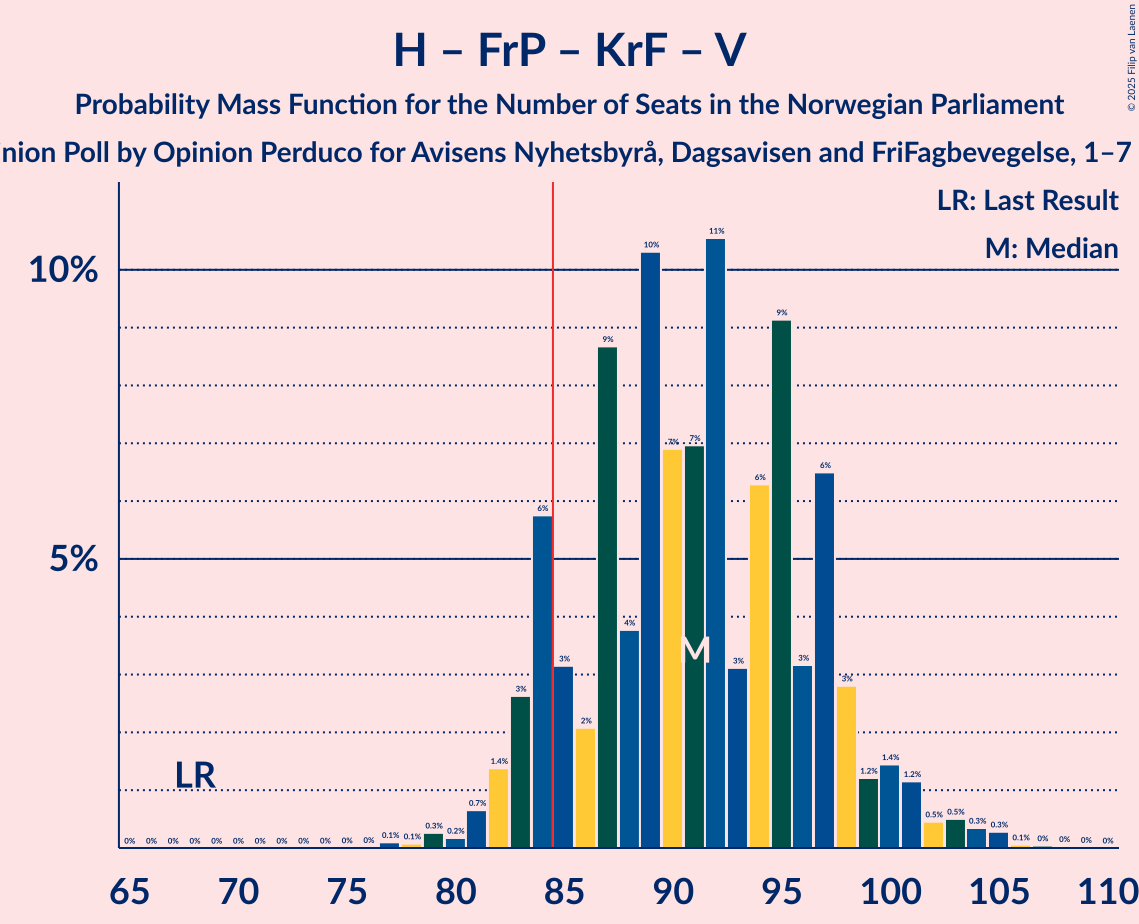 H – FrP – KrF – V
Probability Mass Function for the Number of Seats in the Norwegian Parliament
nion Poll by Opinion Perduco for Avisens Nyhetsbyrå, Dagsavisen and FriFagbevegelse, 1–7
© 2025 Filip van Laenen
LR: Last Result
M: Median
10%
5%
0% 0% 0% 0% 0% 0% 0% 0% 0% 0% 0% 0% 0.1% 0.1% 0.3% 0.2% 0.7% 1.4% 3% 6% 3% 2% 9% 4% 10% 7% 7% 11% 3% 6% 9% 3% 6% 3% 1.2% 1.4% 1.2% 0.5% 0.5% 0.3% 0.3% 0.1% 0% 0% 0% 0%
M
LR
65 70 75 80 85 90 95 100 105 110